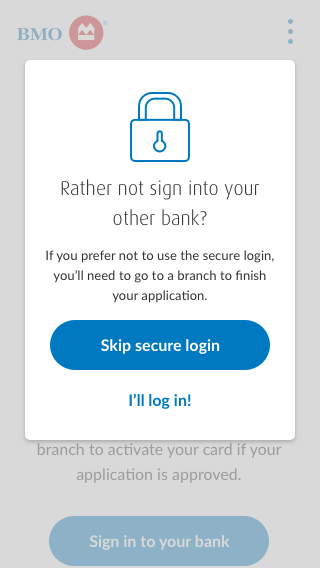 BMO
Rather not sign into your
other bank?
If you prefer not to use the secure login,
you'll need to go to a branch to finish
your application.
Skip secure login
I'll log in!
branch to activate your card if your
application is approved.
Sign in to your bank